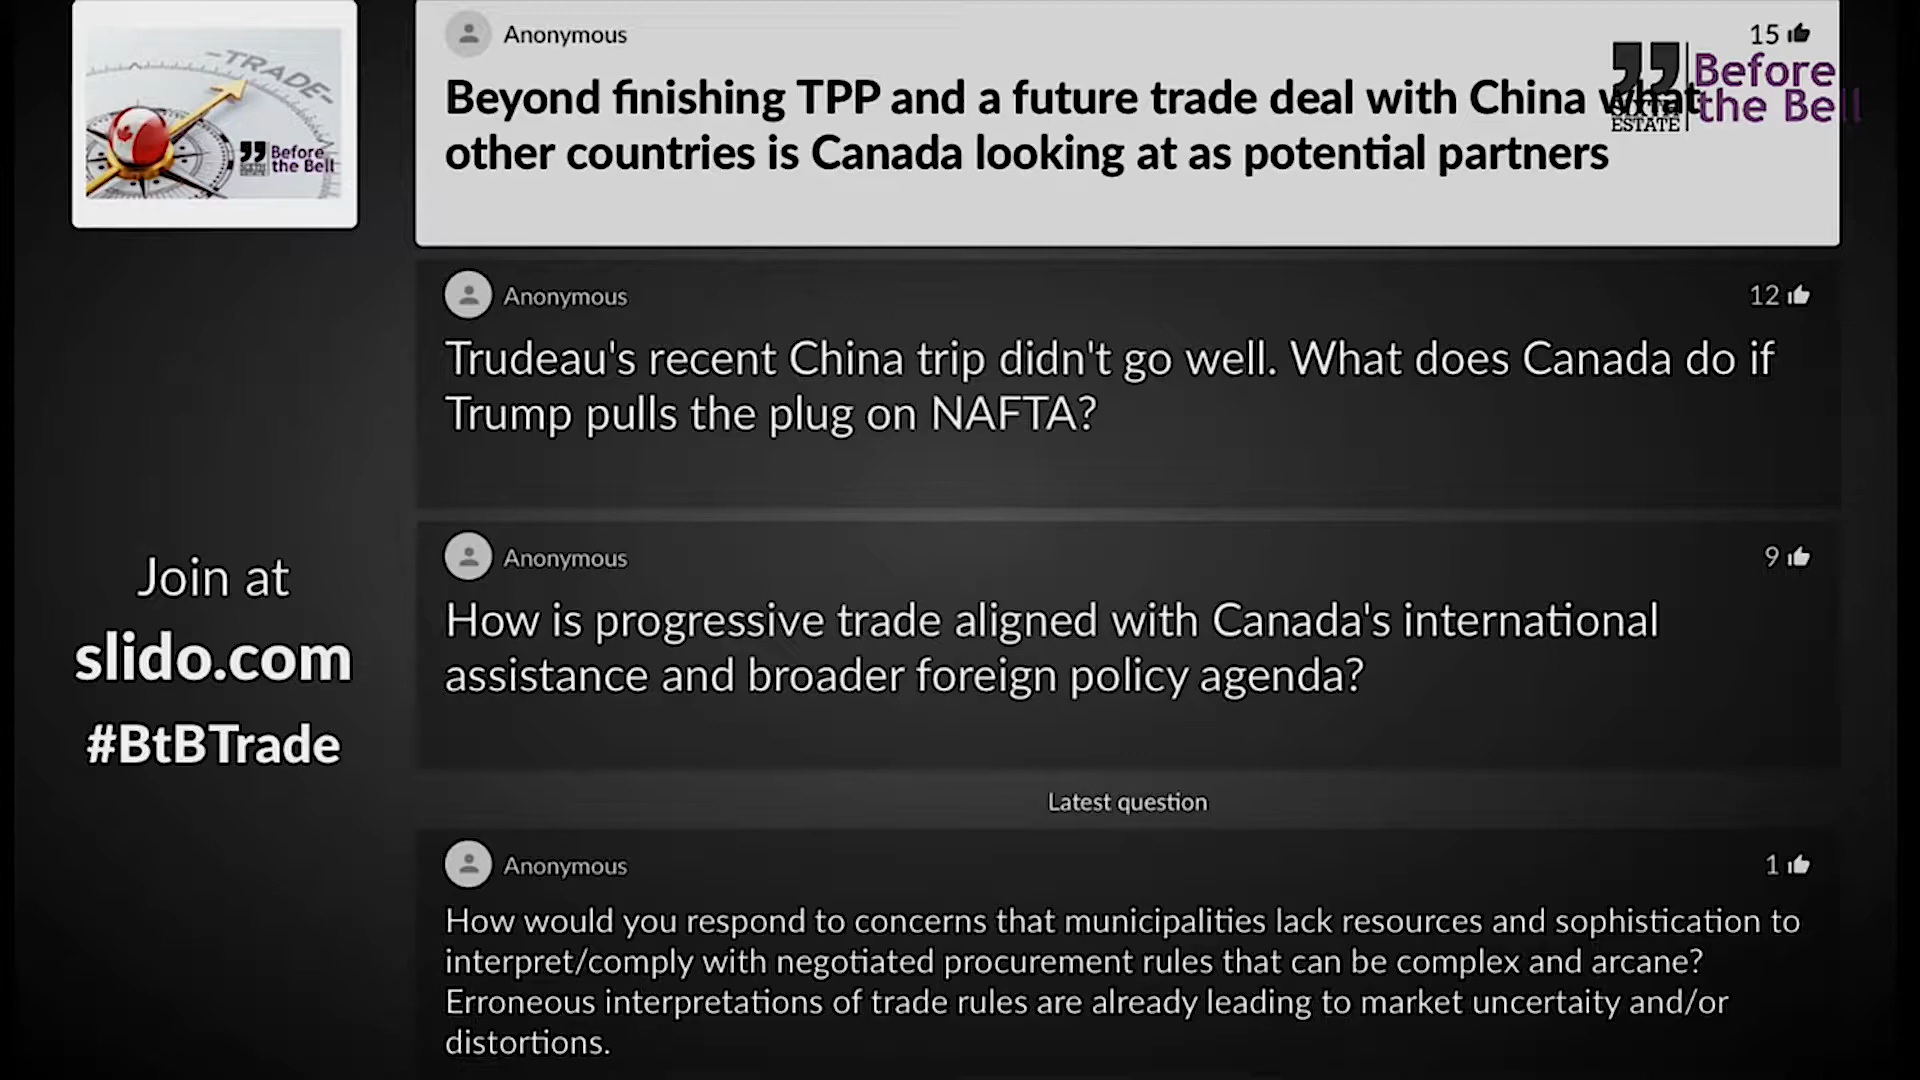 -TRADE-
Before
the Bell
Join at
slido.com
#BtBTrade
Anonymous
15
Beyond finishing TPP and a future trade deal with China what
other countries is Canada looking at as potential partners
Before
the Bell
ESTATE
Anonymous
12
Trudeau's recent China trip didn't go well. What does Canada do if
Trump pulls the plug on NAFTA?
Anonymous
9
How is progressive trade aligned with Canada's international
assistance and broader foreign policy agenda?
Latest question
Anonymous
1
How would you respond to concerns that municipalities lack resources and sophistication to
interpret/comply with negotiated procurement rules that can be complex and arcane?
Erroneous interpretations of trade rules are already leading to market uncertaity and/or
distortions.